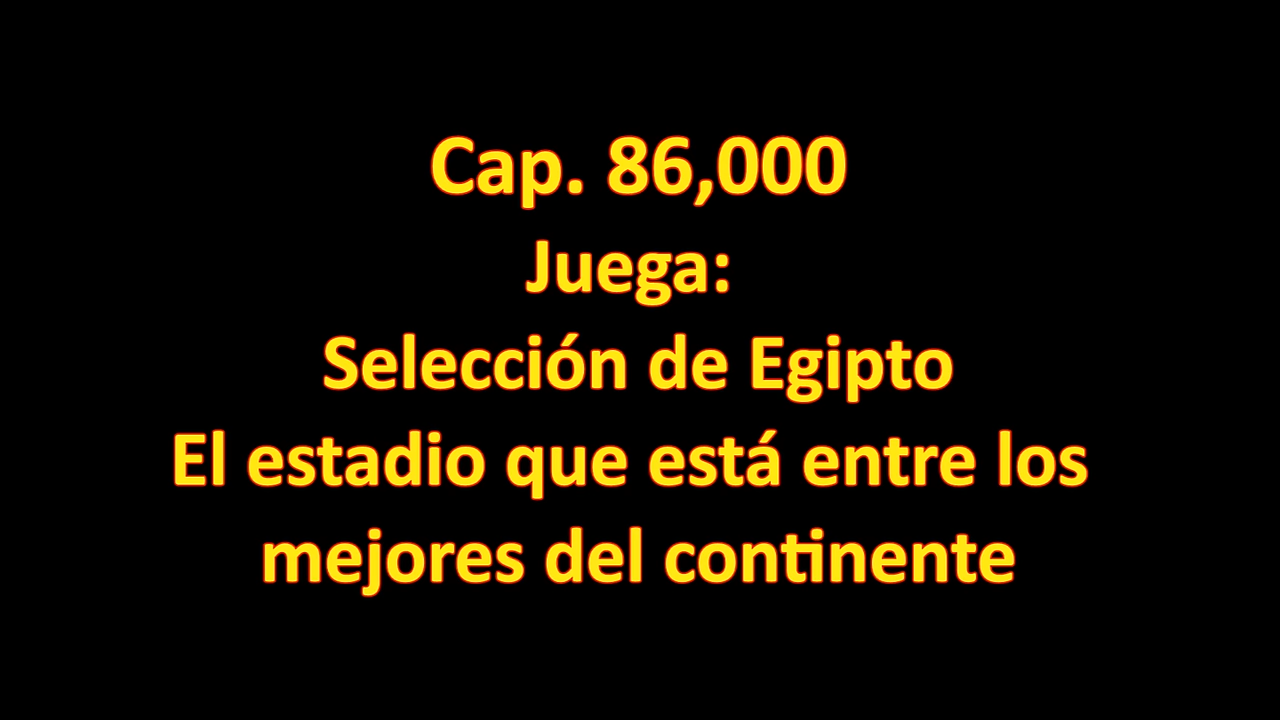 Cap. 86,000
Juega:
Selección de Egipto
El estadio que está entre los
mejores del continente